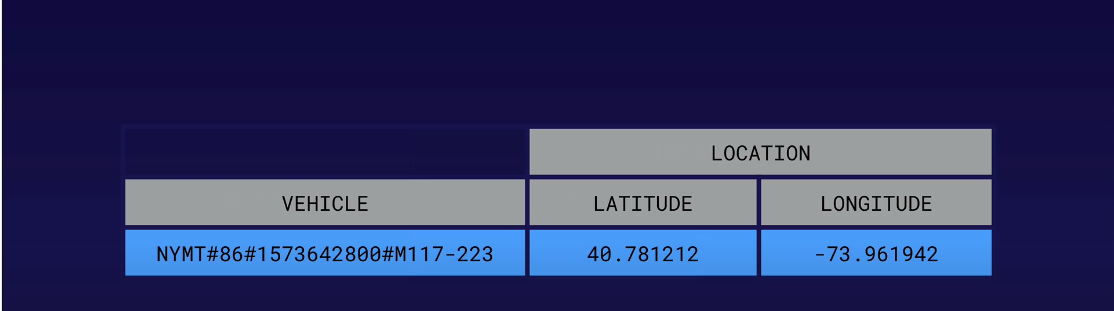 LOCATION
VEHICLE LATITUDE LONGITUDE
NYMT#86#1573642800#M117-223 40.781212 -73.961942